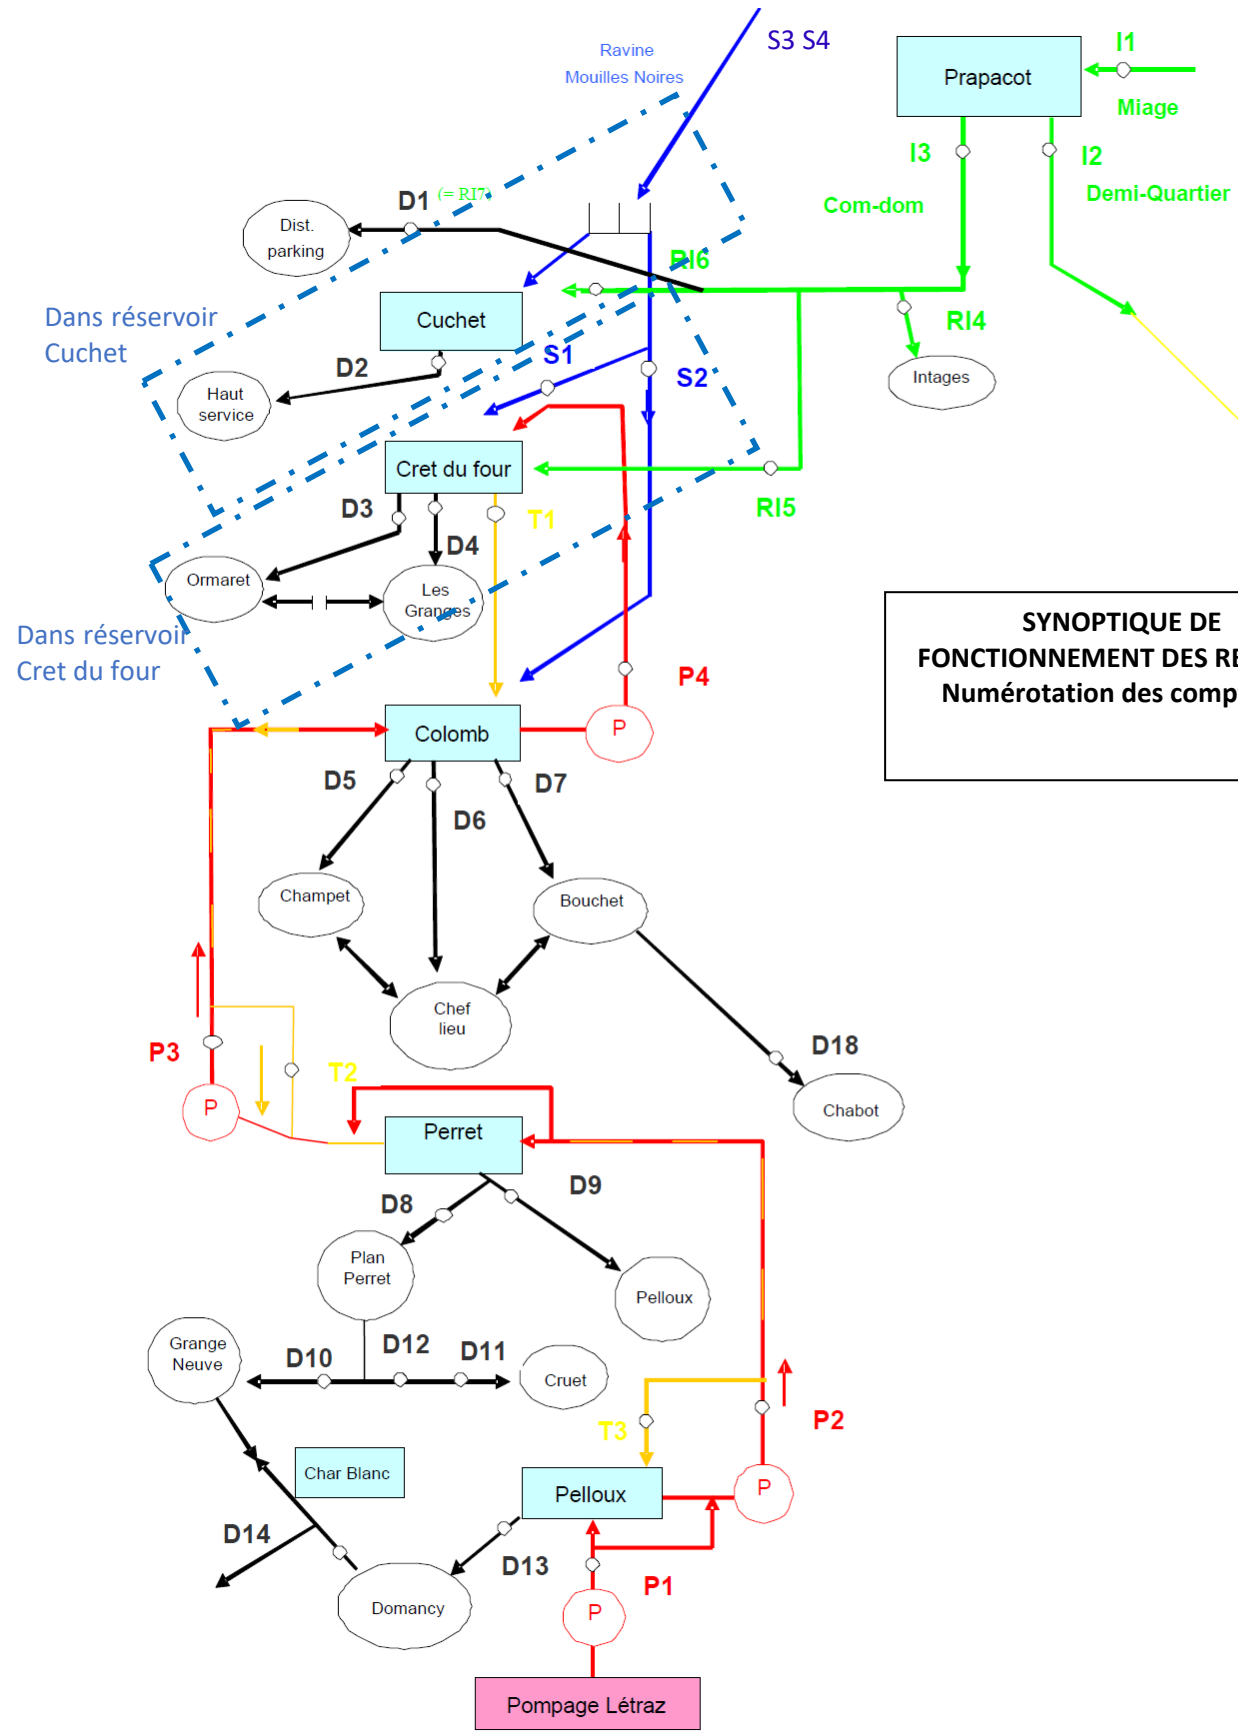 S3 S4
Ravine
Mouilles Noires
I1
Prapacot
Miage
I3
I2
Com-dom
Demi-Quartier
D1 (= RI7)
Dist.
parking
RI6
Dans réservoir
Cuchet
Cuchet
RI4
D2
S1
S2
Intages
Haut
service
Cret du four
D3
T1
RI5
D4
Ormaret
Les
Granges
Dans réservoir
Cret du four
SYNOPTIQUE DE
FONCTIONNEMENT DES RE
Numérotation des comp
P4
Colomb
P
D5
D7
D6
Champet
Bouchet
Chef
lieu
P3
D18
T2
P
Chabot
Perret
D9
D8
Plan
Perret
Pelloux
Grange
Neuve
D12
D10
D11
Cruet
T3
P2
Char Blanc
Pelloux
P
D14
D13
P1
Domancy
P
Pompage Létraz